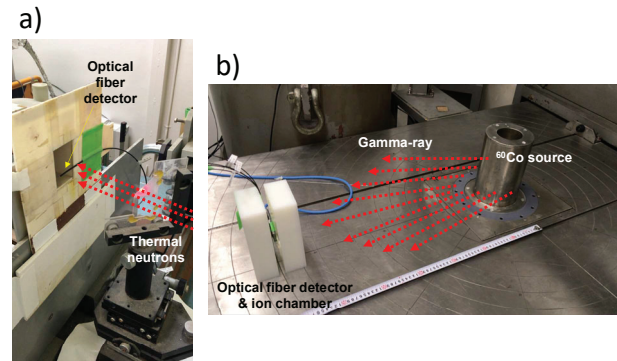 a)
Optical
fiber
detector
Thermal
neutrons
b)
Gamma-ray
⁶⁰Co source
Optical fiber detector
& ion chamber